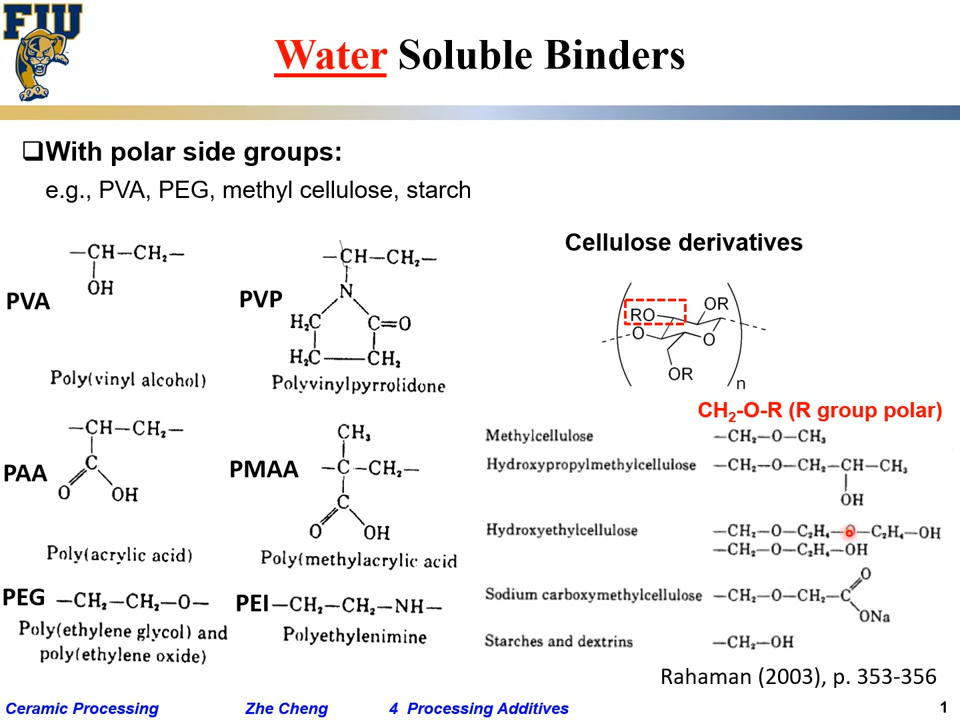 FIU
Water Soluble Binders
❑With polar side groups:
e.g., PVA, PEG, methyl cellulose, starch
PVA
—CH—CH₂—
OH
Poly(vinyl alcohol)
PVP
—CH—CH₂—
N
H₂C
C=O
H₂C
CH₂
Polyvinylpyrrolidone
PAA
—CH—CH₂—
C
O
OH
Poly(acrylic acid)
PMAA
CH₃
—C—CH₂—
C
O
OH
Poly(methylacrylic acid
PEG
—CH₂—CH₂—O—
Poly(ethylene glycol) and
poly(ethylene oxide)
PEI
—CH₂—CH₂—NH—
Polyethylenimine
Cellulose derivatives
OR
RO
O
O
OR
n
CH₂-O-R (R group polar)
Methylcellulose —CH₂—O—CH₃
Hydroxypropylmethylcellulose —CH₂—O—CH₂—CH—CH₃
OH
Hydroxyethylcellulose —CH₂—O—C₂H₄—O—C₂H₄—OH
—CH₂—O—C₂H₄—OH
O
Sodium carboxymethylcellulose —CH₂—O—CH₂—C
ONa
Starches and dextrins —CH₂—OH
Rahaman (2003), p. 353-356
Ceramic Processing Zhe Cheng 4 Processing Additives 1